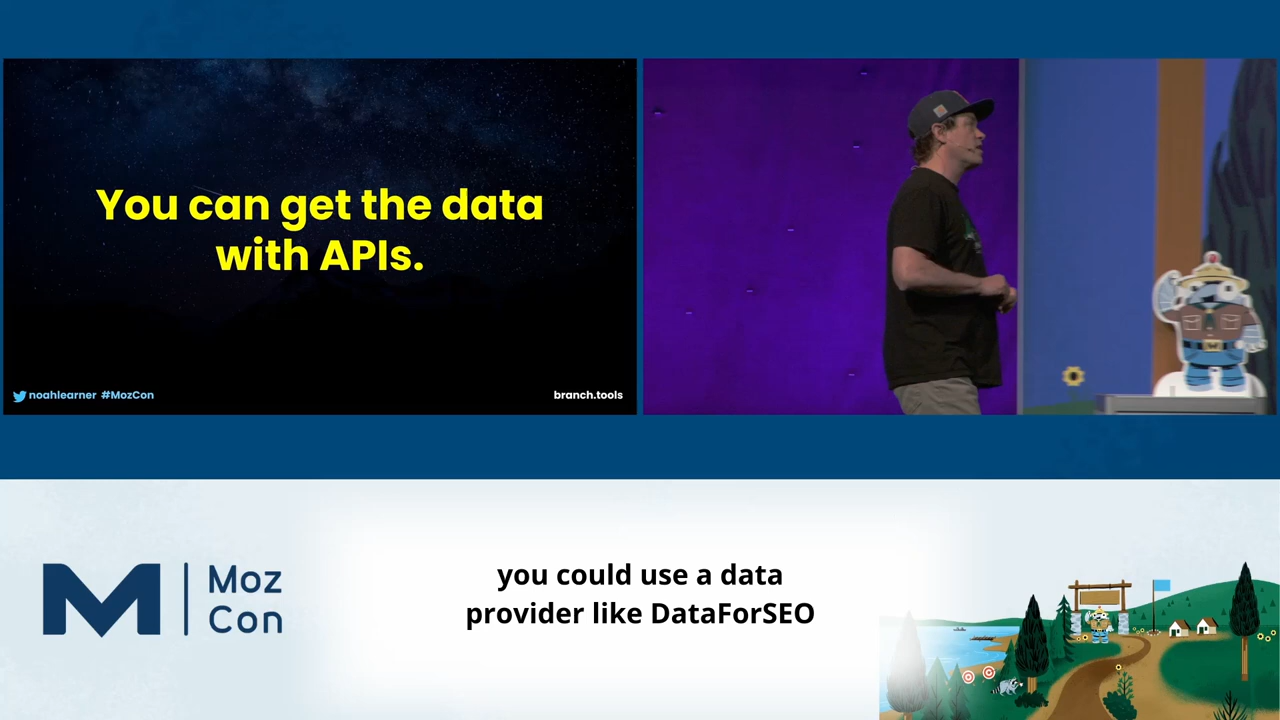 You can get the data
with APIs.
noahlearner #MozCon
branch.tools
Moz
Con
you could use a data
provider like DataForSEO